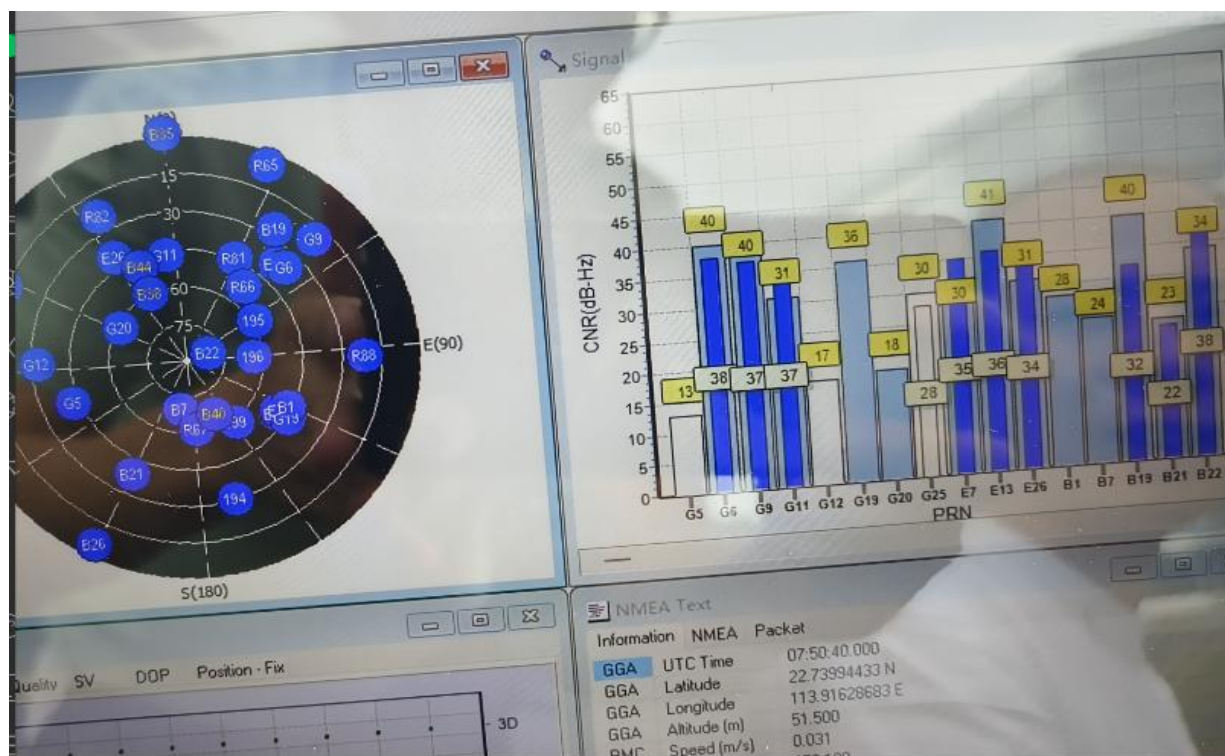 Signal
B35
R65
15
R82
30
B19
G9
E26
G11
R81
G6
B44
R66
B38
60
G20
75
195
B22
196
R88
E(90)
G12
G5
B7
B40
B1
R67
G19
B21
194
B26
S(180)
CNR(dB-Hz)
65
60
55
50
45
40
35
30
25
20
15
10
5
0
13
40
40
31
17
36
18
30
30
41
31
28
24
40
23
34
38
37
37
28
35
36
34
32
22
38
G5 G6 G9 G11 G12 G19 G20 G25 E7 E13 E26 B1 B7 B19 B21 B22
PRN
NMEA Text
Information NMEA Packet
GGA UTC Time 07:50:40.000
GGA Latitude 22.73994433 N
GGA Longitude 113.91628683 E
GGA Altitude (m) 51.500
RMC Speed (m/s) 0.031
Quality SV DOP Position - Fix
3D